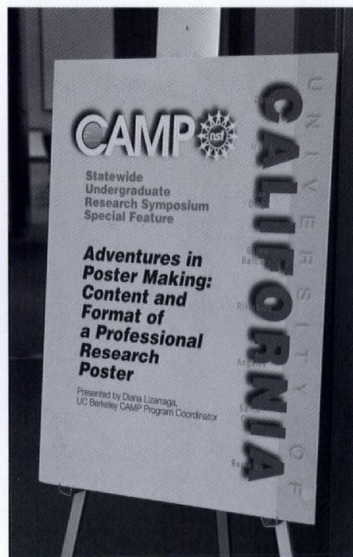 CAMP nsf
Statewide
Undergraduate
Research Symposium
Special Feature
Adventures in
Poster Making:
Content and
Format of
a Professional
Research
Poster
Presented by Diana Lizarraga,
UC Berkeley CAMP Program Coordinator
UNIVERSITY OF
CALIFORNIA